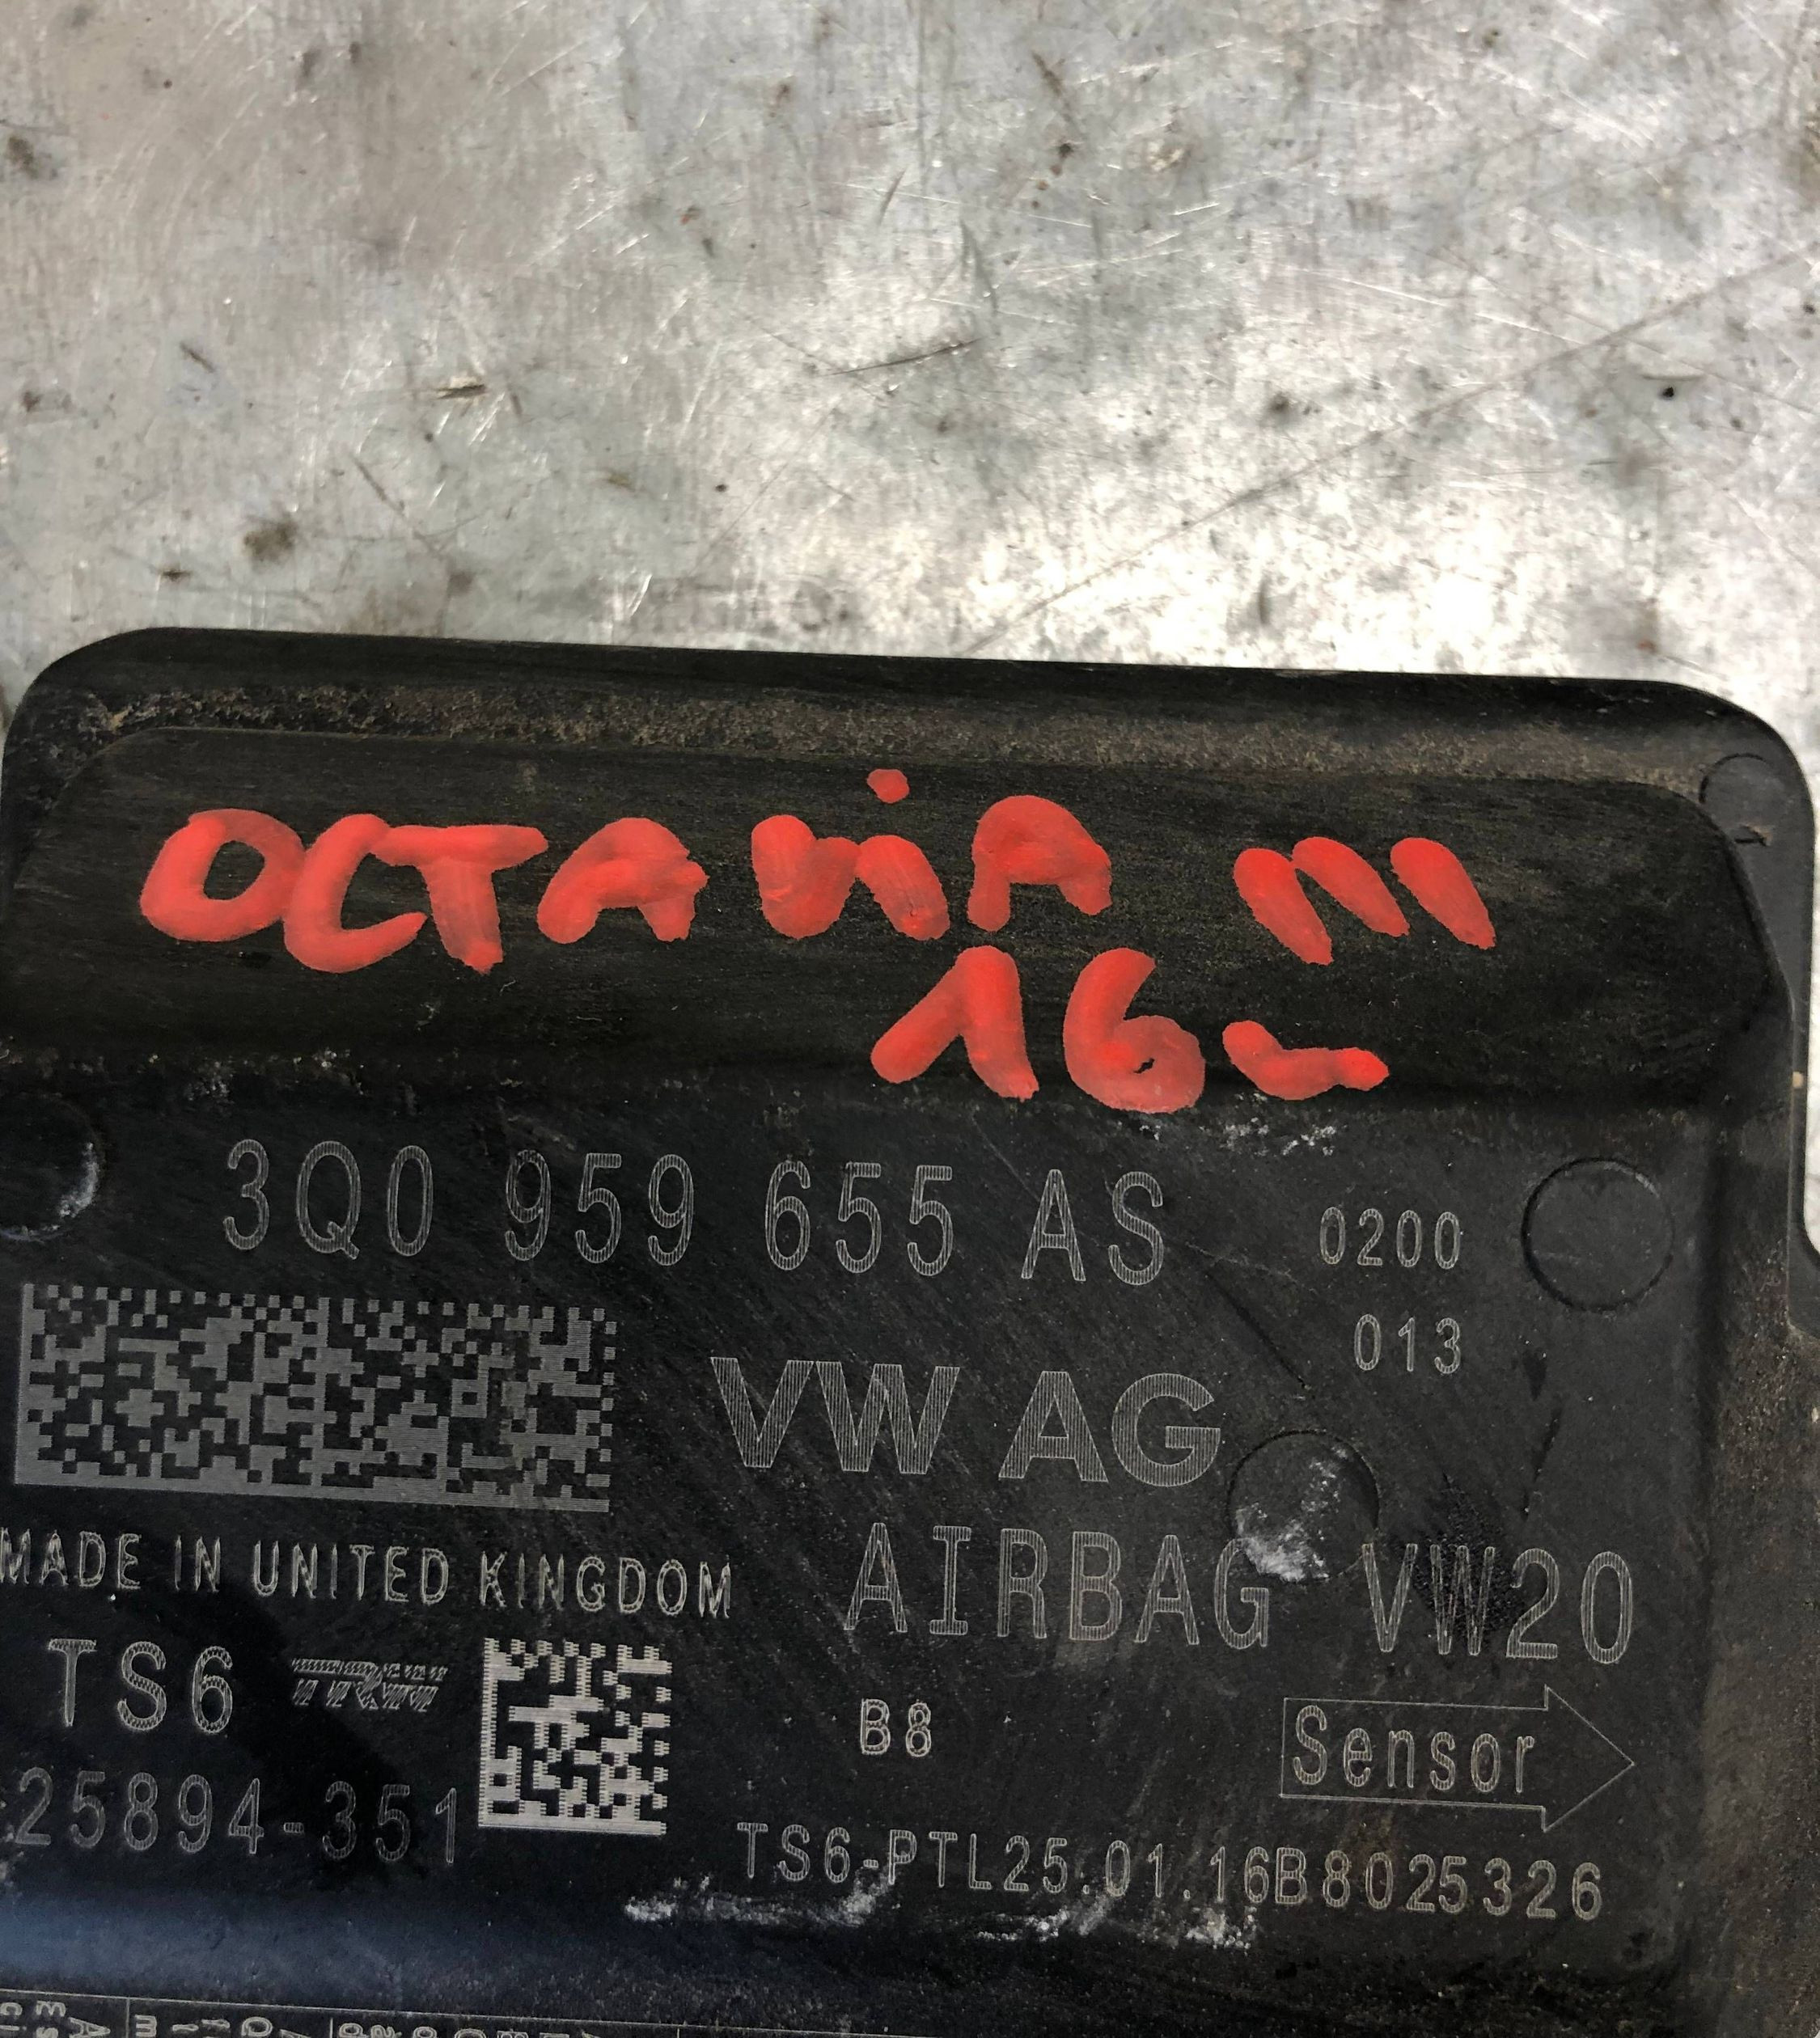 OCTAViA III
16-
3Q0 959 655 AS 0200
013
VW AG
MADE IN UNITED KINGDOM
AIRBAG VW20
TS6 TRW
B8
Sensor
25894-351
TS6-PTL25.01.16B8025326